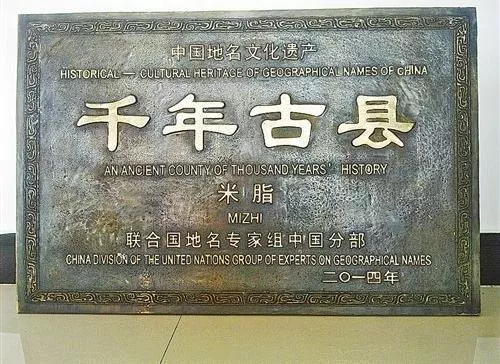 中国地名文化遗产
HISTORICAL — CULTURAL HERITAGE OF GEOGRAPHICAL NAMES OF CHINA
千年古县
AN ANCIENT COUNTY OF THOUSAND YEARS' HISTORY
米脂
MIZHI
联合国地名专家组中国分部
CHINA DIVISION OF THE UNITED NATIONS GROUP OF EXPERTS ON GEOGRAPHICAL NAMES
二〇一四年